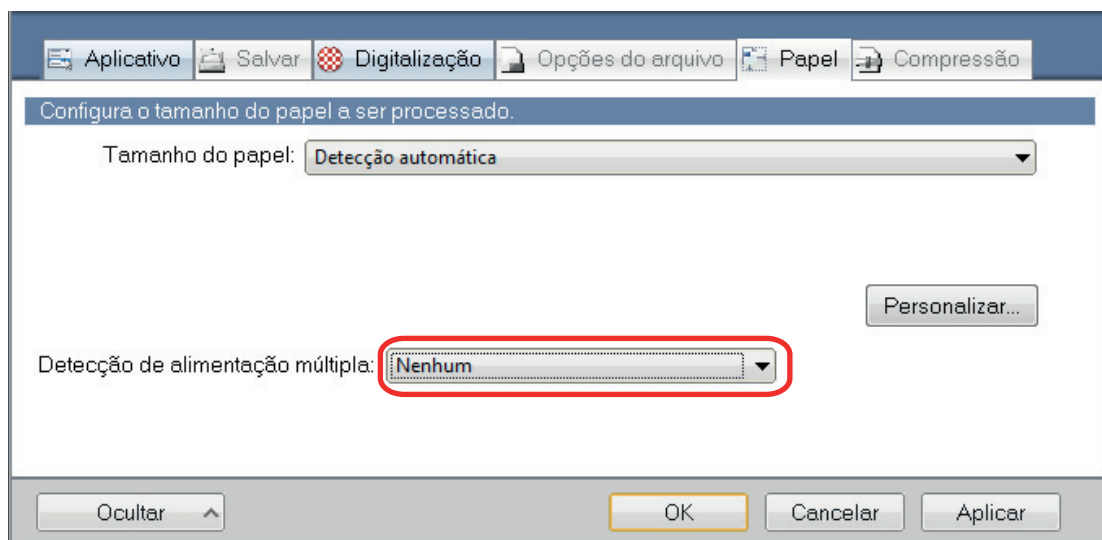 Aplicativo Salvar Digitalização Opções do arquivo Papel Compressão
Configura o tamanho do papel a ser processado.
Tamanho do papel: Detecção automática
Personalizar...
Detecção de alimentação múltipla: Nenhum
Ocultar OK Cancelar Aplicar